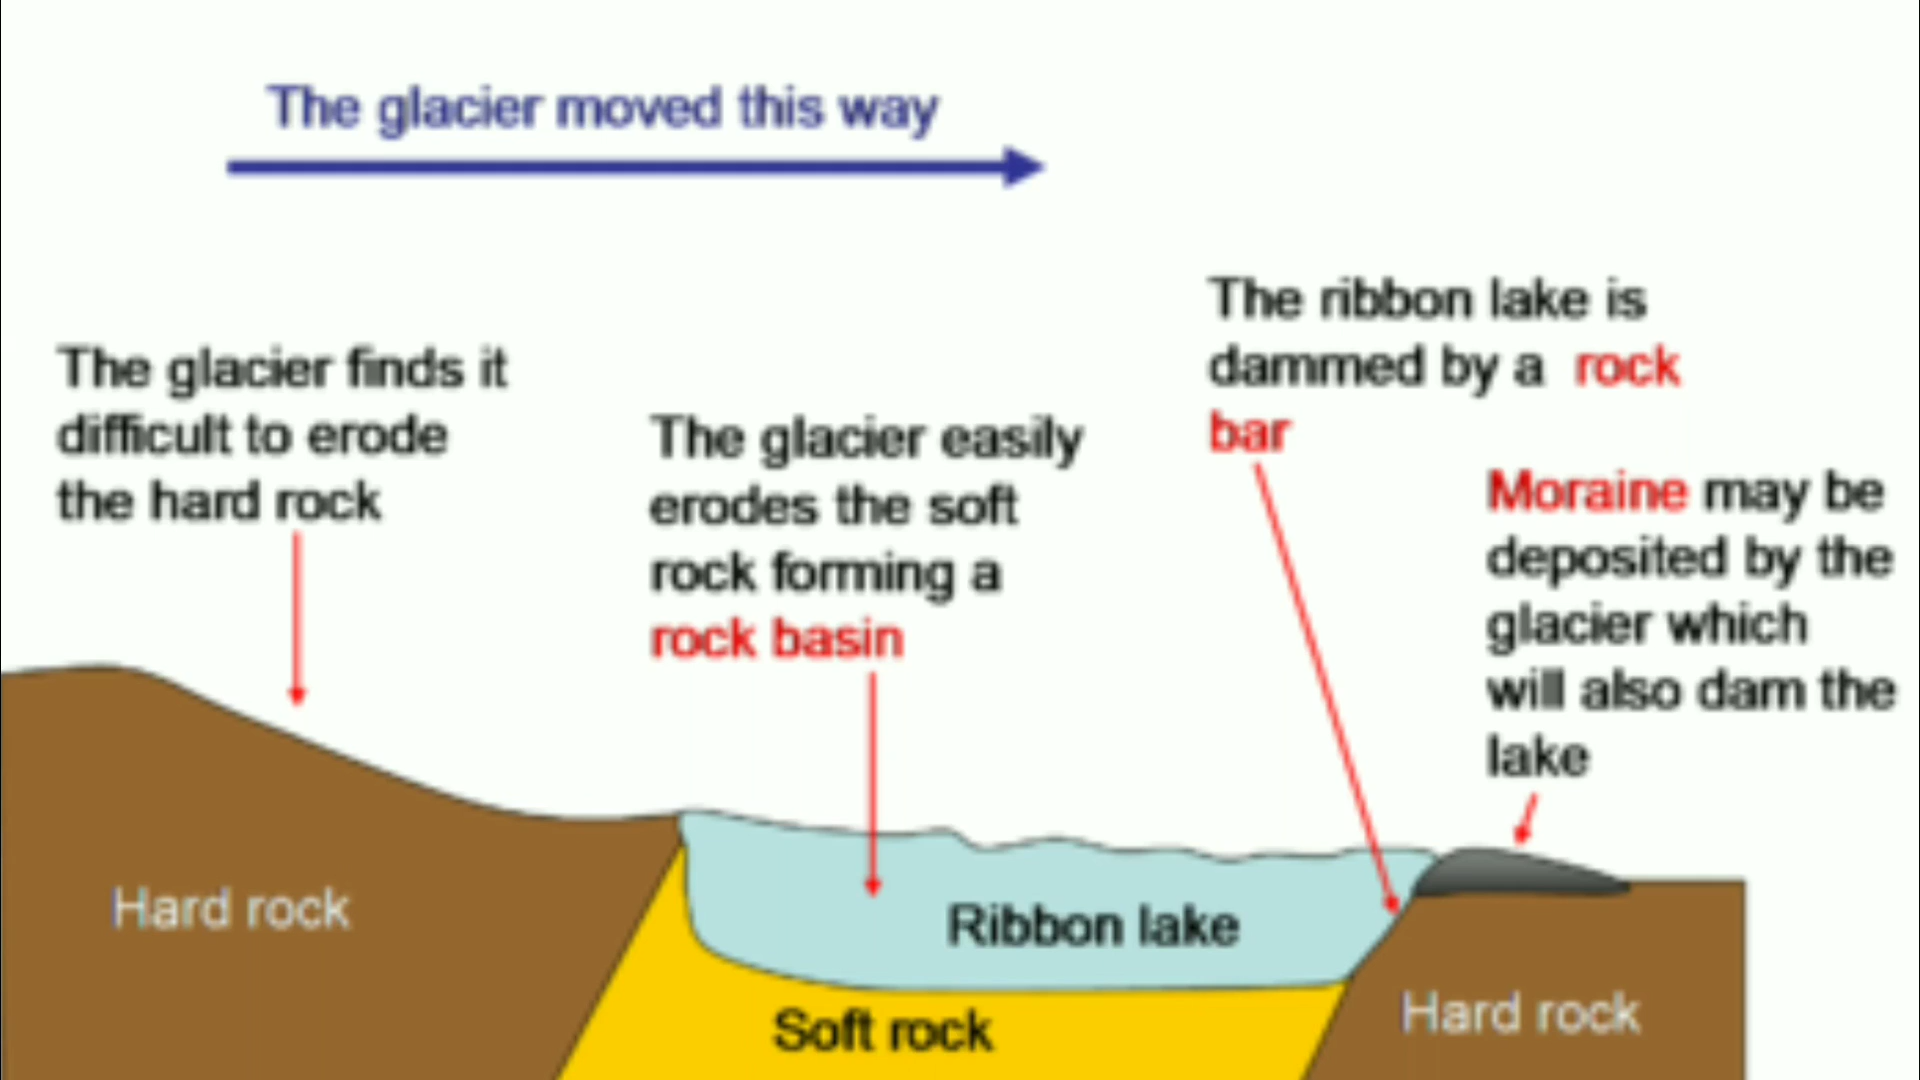 The glacier moved this way
The glacier finds it
difficult to erode
the hard rock
The glacier easily
erodes the soft
rock forming a
rock basin
The ribbon lake is
dammed by a rock
bar
Moraine may be
deposited by the
glacier which
will also dam the
lake
Hard rock
Ribbon lake
Soft rock
Hard rock